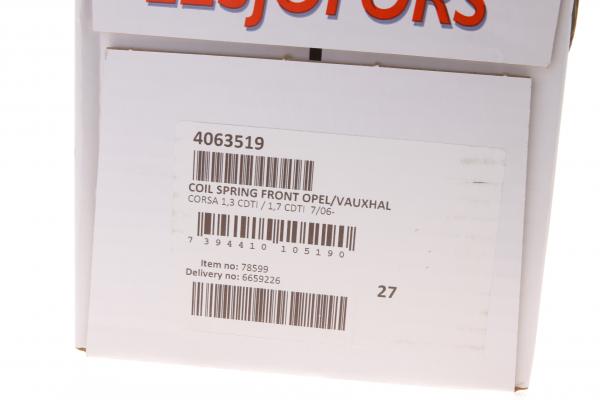 LESJÖFORS
4063519
COIL SPRING FRONT OPEL/VAUXHAL
CORSA 1,3 CDTI / 1,7 CDTI 7/06-
7 394410 105190
Item no: 78599
Delivery no: 6659226
27